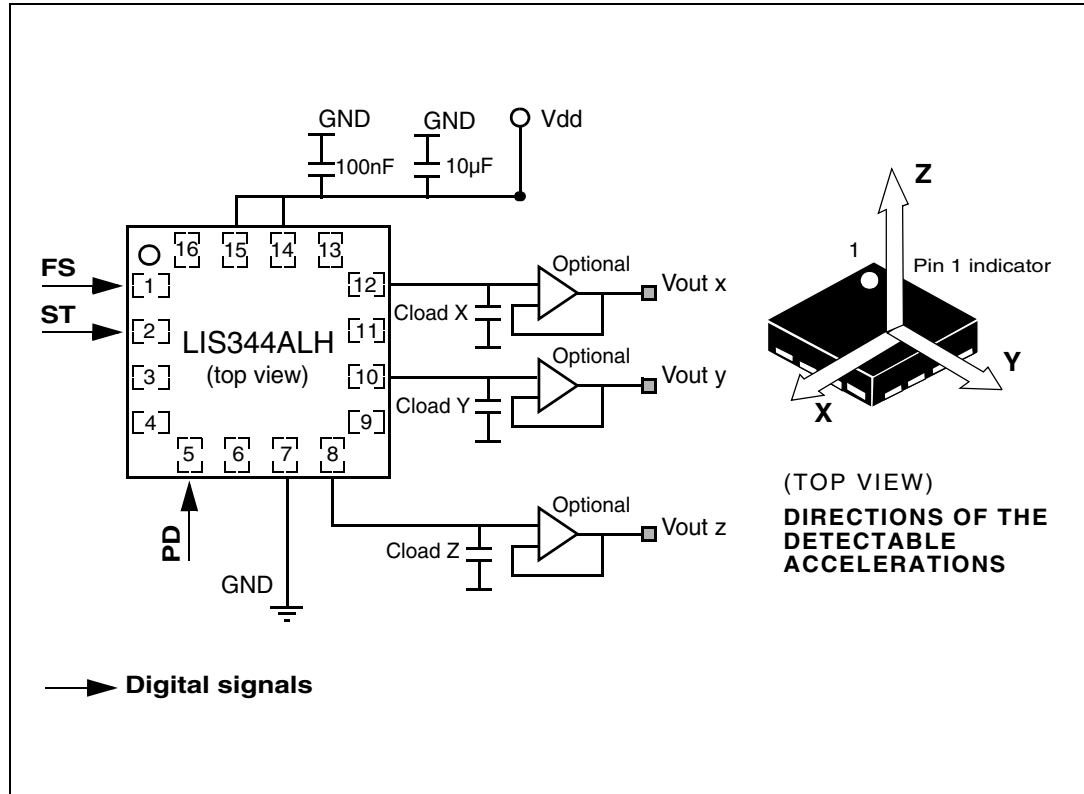 GND
GND
Vdd
100nF
10µF
Z
16
15
14
13
1
Pin 1 indicator
FS
1
12
Optional
Vout x
Cload X
ST
2
11
LIS344ALH
(top view)
3
10
Optional
Vout y
Cload Y
Y
X
4
9
5
6
7
8
(TOP VIEW)
DIRECTIONS OF THE
DETECTABLE
ACCELERATIONS
Optional
Vout z
Cload Z
PD
GND
Digital signals